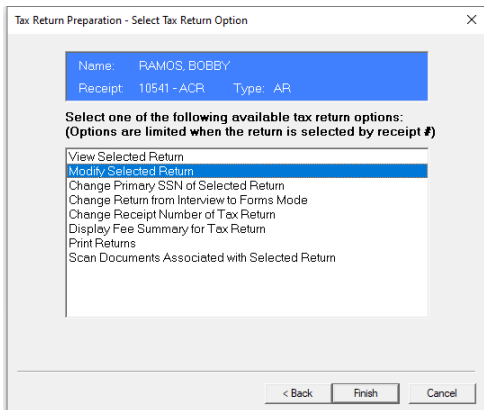 Tax Return Preparation - Select Tax Return Option
Name: RAMOS, BOBBY
Receipt: 10541 - ACR Type: AR
Select one of the following available tax return options:
(Options are limited when the return is selected by receipt #)
View Selected Return
Modify Selected Return
Change Primary SSN of Selected Return
Change Return from Interview to Forms Mode
Change Receipt Number of Tax Return
Display Fee Summary for Tax Return
Print Returns
Scan Documents Associated with Selected Return
< Back Finish Cancel